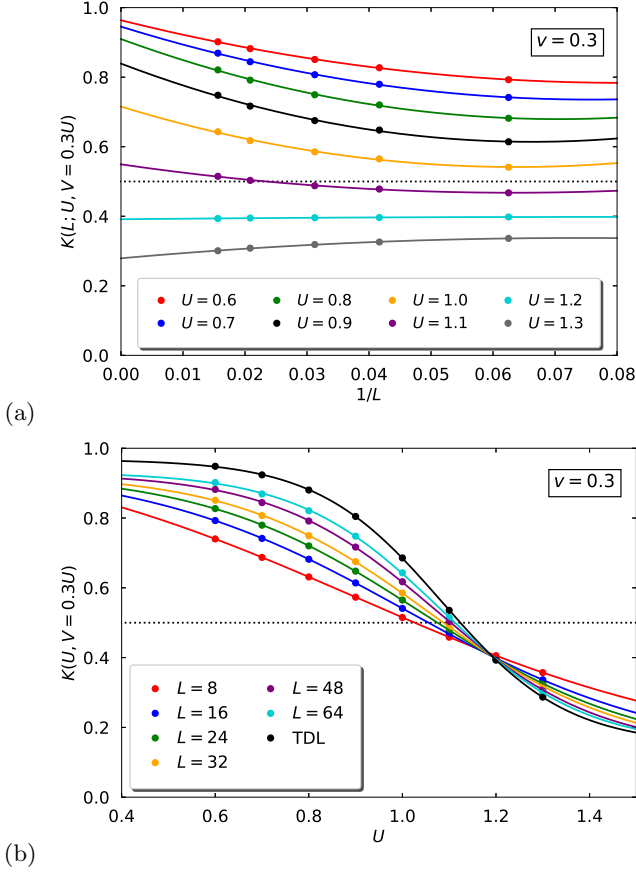 1.0
v = 0.3
0.8
0.6
K(L; U, V = 0.3U)
0.4
0.2
U = 0.6 U = 0.8 U = 1.0 U = 1.2
U = 0.7 U = 0.9 U = 1.1 U = 1.3
0.0
0.00 0.01 0.02 0.03 0.04 0.05 0.06 0.07 0.08
1/L
(a)
1.0
v = 0.3
0.8
0.6
K(U, V = 0.3U)
0.4
L = 8 L = 48
L = 16 L = 64
L = 24 TDL
L = 32
0.2
0.0
0.4 0.6 0.8 1.0 1.2 1.4
U
(b)